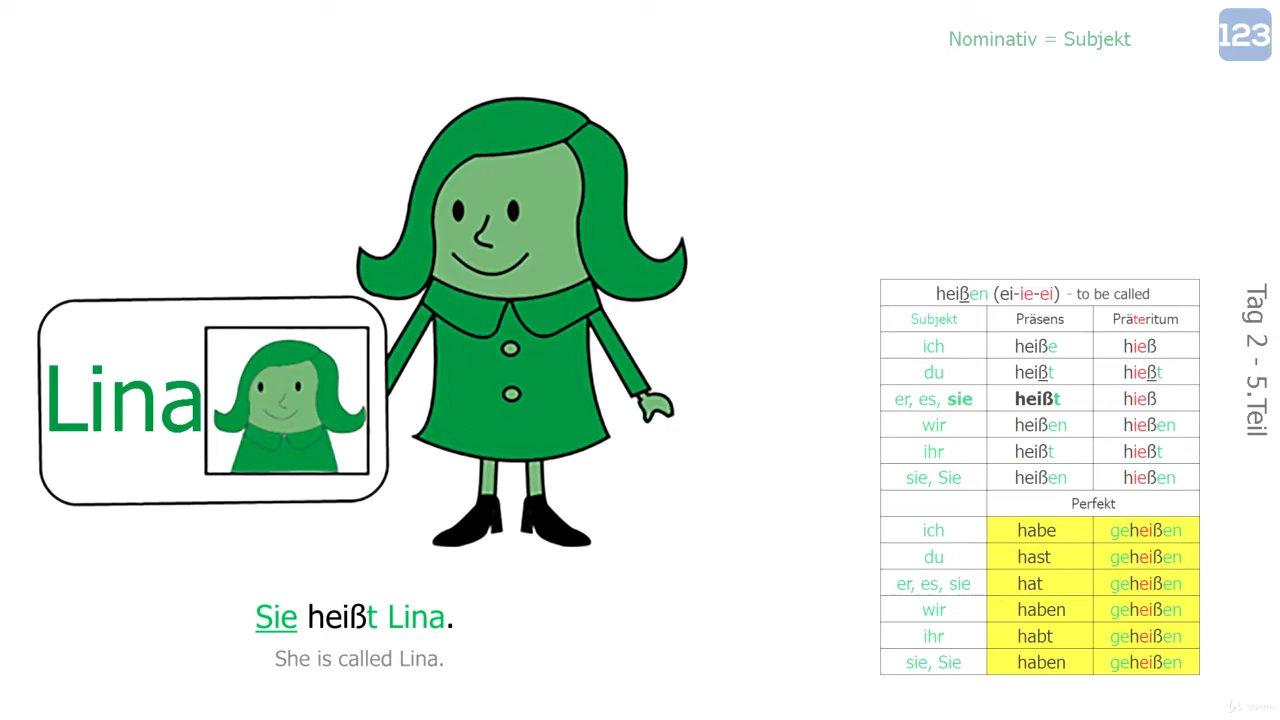 Nominativ = Subjekt
123
Lina
Sie heißt Lina.
She is called Lina.
heißen (ei-ie-ei) - to be called
Subjekt Präsens Präteritum
ich heiße hieß
du heißt hießt
er, es, sie heißt hieß
wir heißen hießen
ihr heißt hießt
sie, Sie heißen hießen
Perfekt
ich habe geheißen
du hast geheißen
er, es, sie hat geheißen
wir haben geheißen
ihr habt geheißen
sie, Sie haben geheißen
Tag 2 - 5.Teil